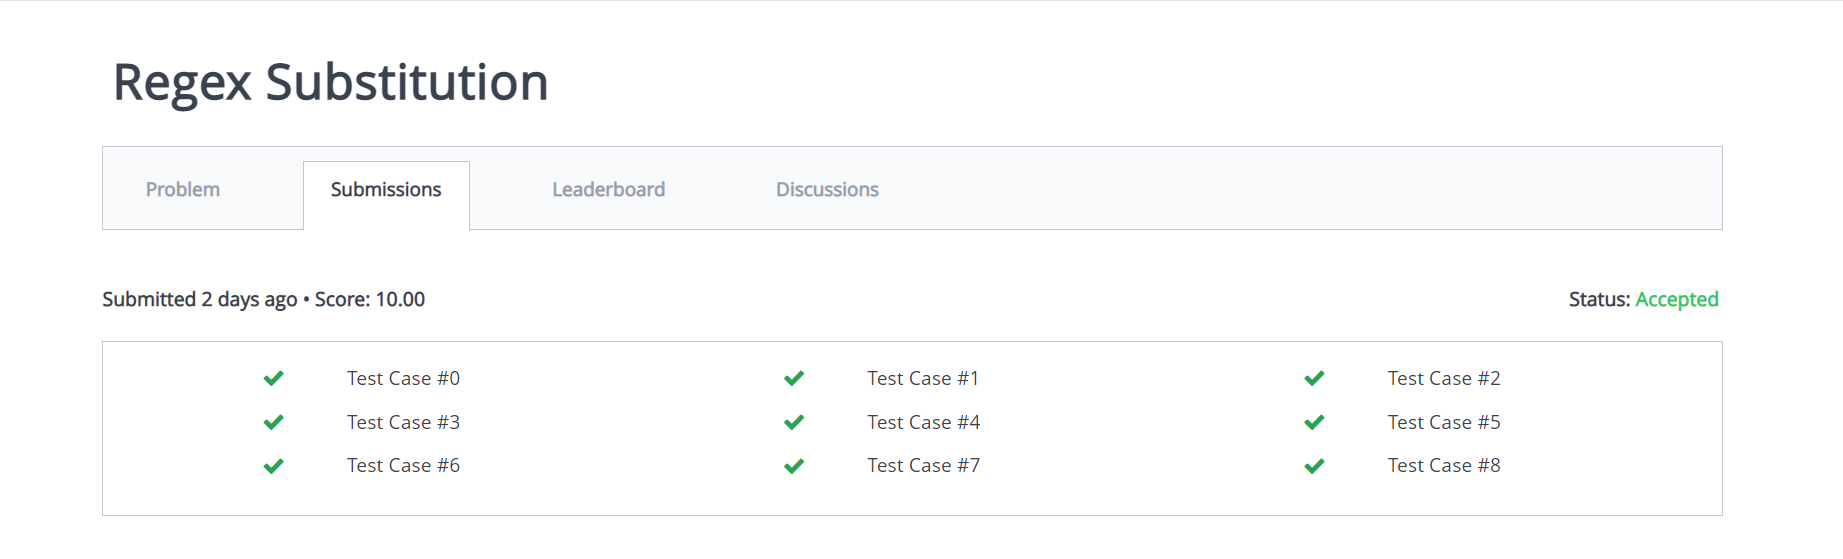 Regex Substitution
Problem Submissions Leaderboard Discussions
Submitted 2 days ago • Score: 10.00 Status: Accepted
Test Case #0 Test Case #1 Test Case #2
Test Case #3 Test Case #4 Test Case #5
Test Case #6 Test Case #7 Test Case #8